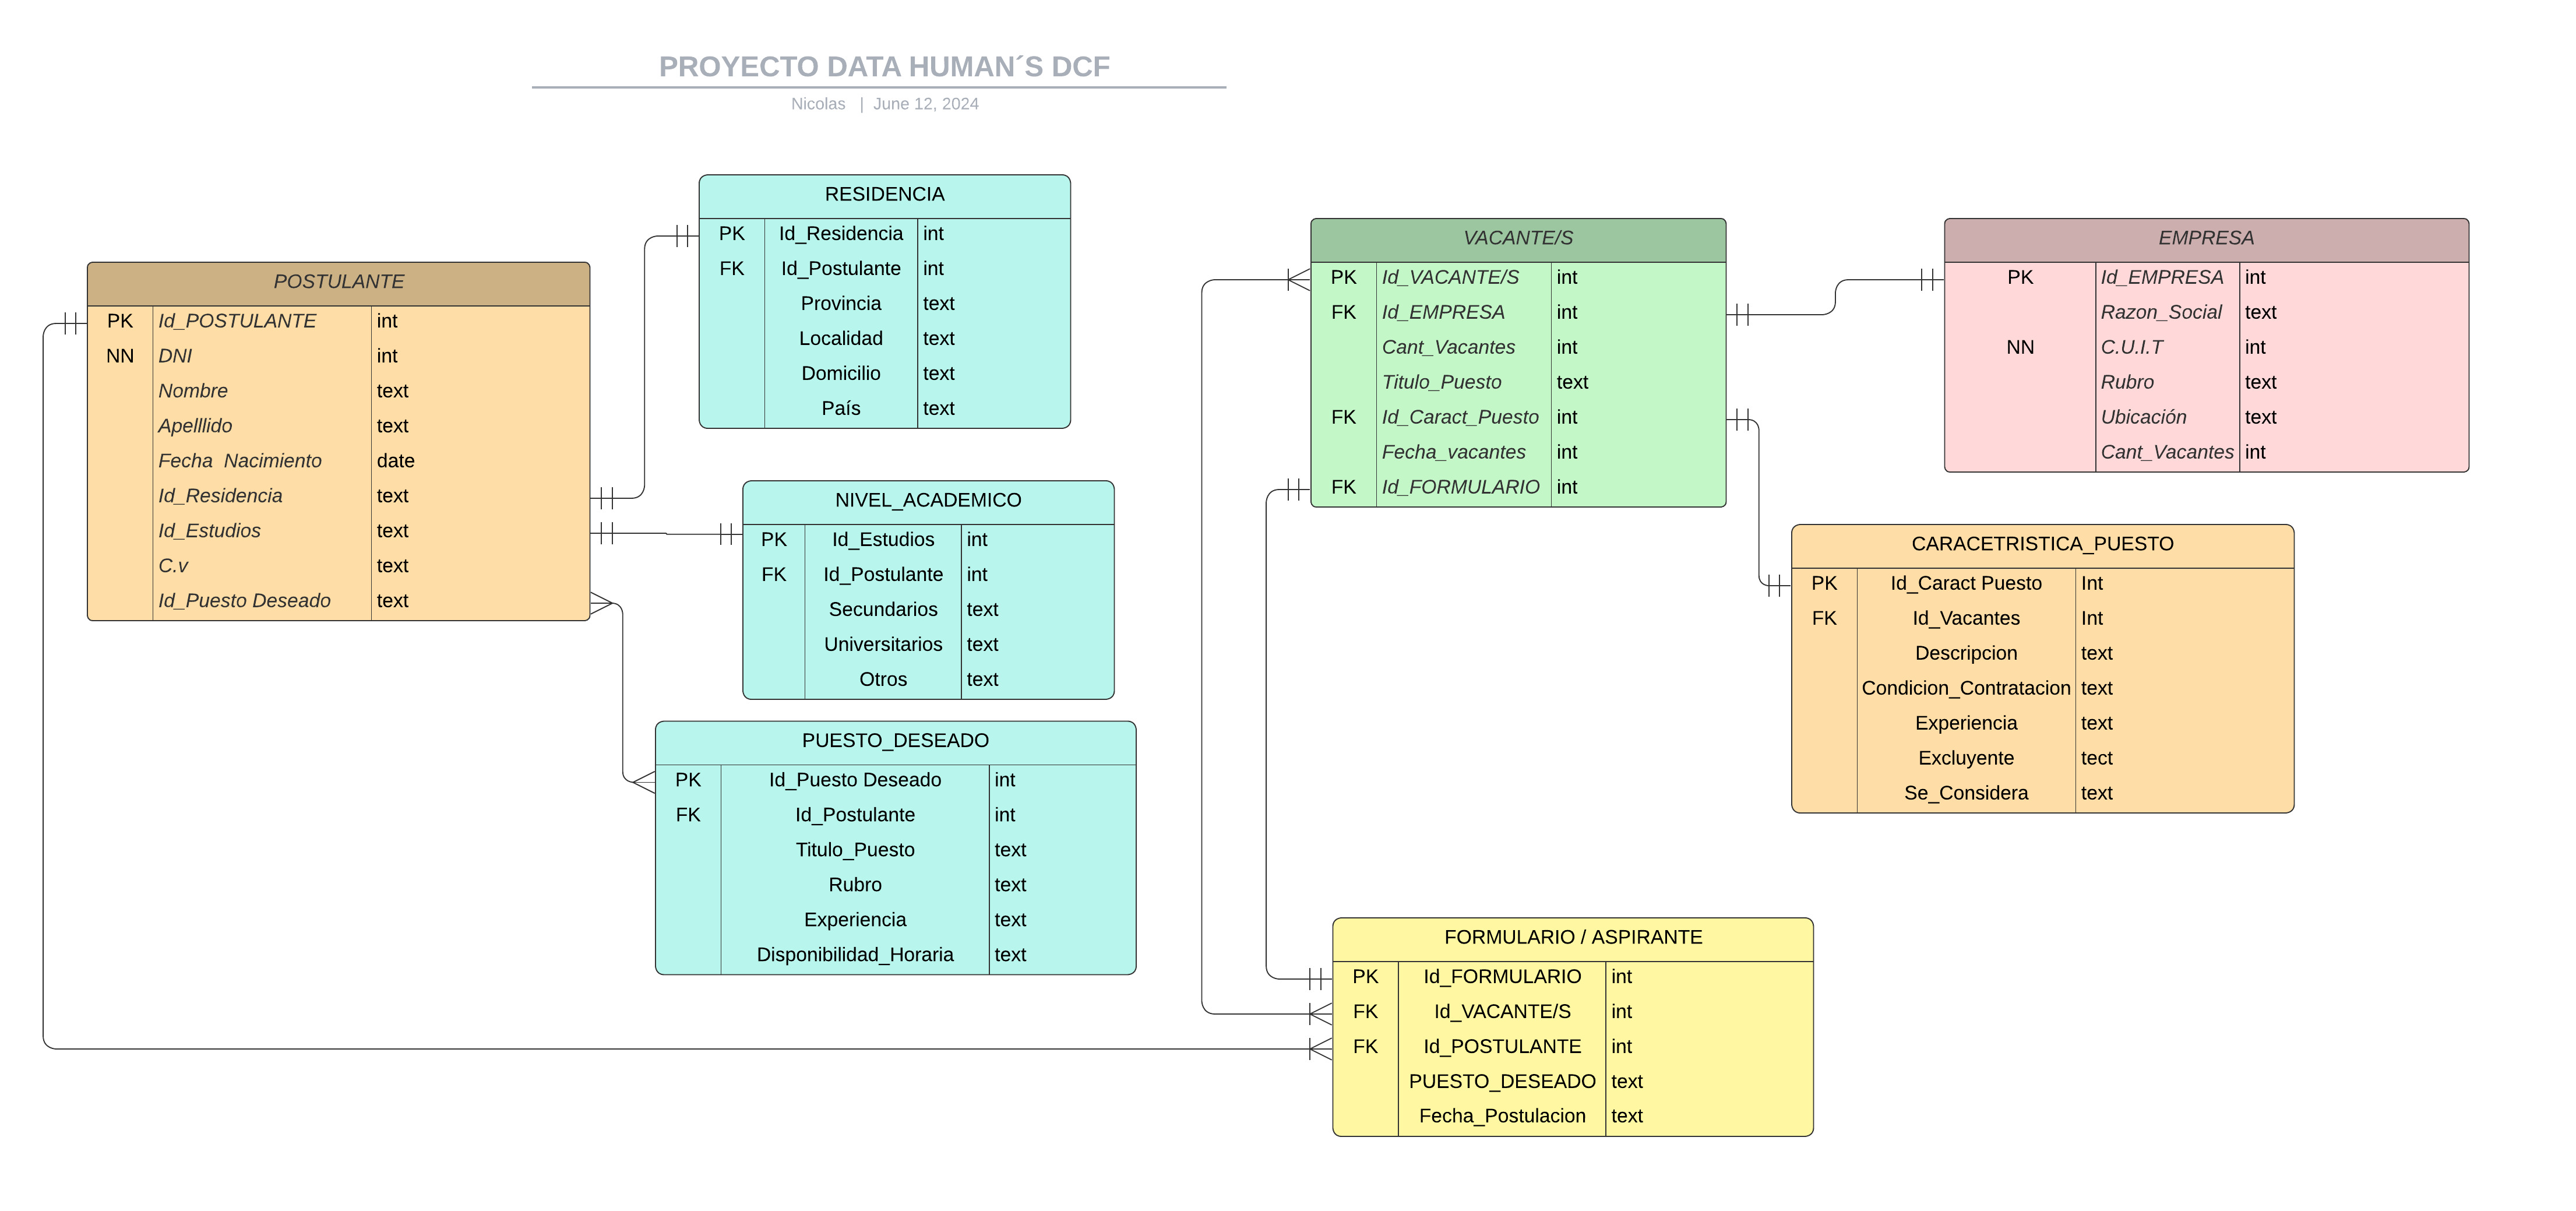 PROYECTO DATA HUMAN´S DCF
Nicolas | June 12, 2024
POSTULANTE
PK Id_POSTULANTE int
NN DNI int
Nombre text
Apelllido text
Fecha Nacimiento date
Id_Residencia text
Id_Estudios text
C.v text
Id_Puesto Deseado text
RESIDENCIA
PK Id_Residencia int
FK Id_Postulante int
Provincia text
Localidad text
Domicilio text
País text
NIVEL_ACADEMICO
PK Id_Estudios int
FK Id_Postulante int
Secundarios text
Universitarios text
Otros text
PUESTO_DESEADO
PK Id_Puesto Deseado int
FK Id_Postulante int
Titulo_Puesto text
Rubro text
Experiencia text
Disponibilidad_Horaria text
VACANTE/S
PK Id_VACANTE/S int
FK Id_EMPRESA int
Cant_Vacantes int
Titulo_Puesto text
FK Id_Caract_Puesto int
Fecha_vacantes int
FK Id_FORMULARIO int
EMPRESA
PK Id_EMPRESA int
Razon_Social text
NN C.U.I.T int
Rubro text
Ubicación text
Cant_Vacantes int
CARACETRISTICA_PUESTO
PK Id_Caract Puesto Int
FK Id_Vacantes Int
Descripcion text
Condicion_Contratacion text
Experiencia text
Excluyente tect
Se_Considera text
FORMULARIO / ASPIRANTE
PK Id_FORMULARIO int
FK Id_VACANTE/S int
FK Id_POSTULANTE int
PUESTO_DESEADO text
Fecha_Postulacion text